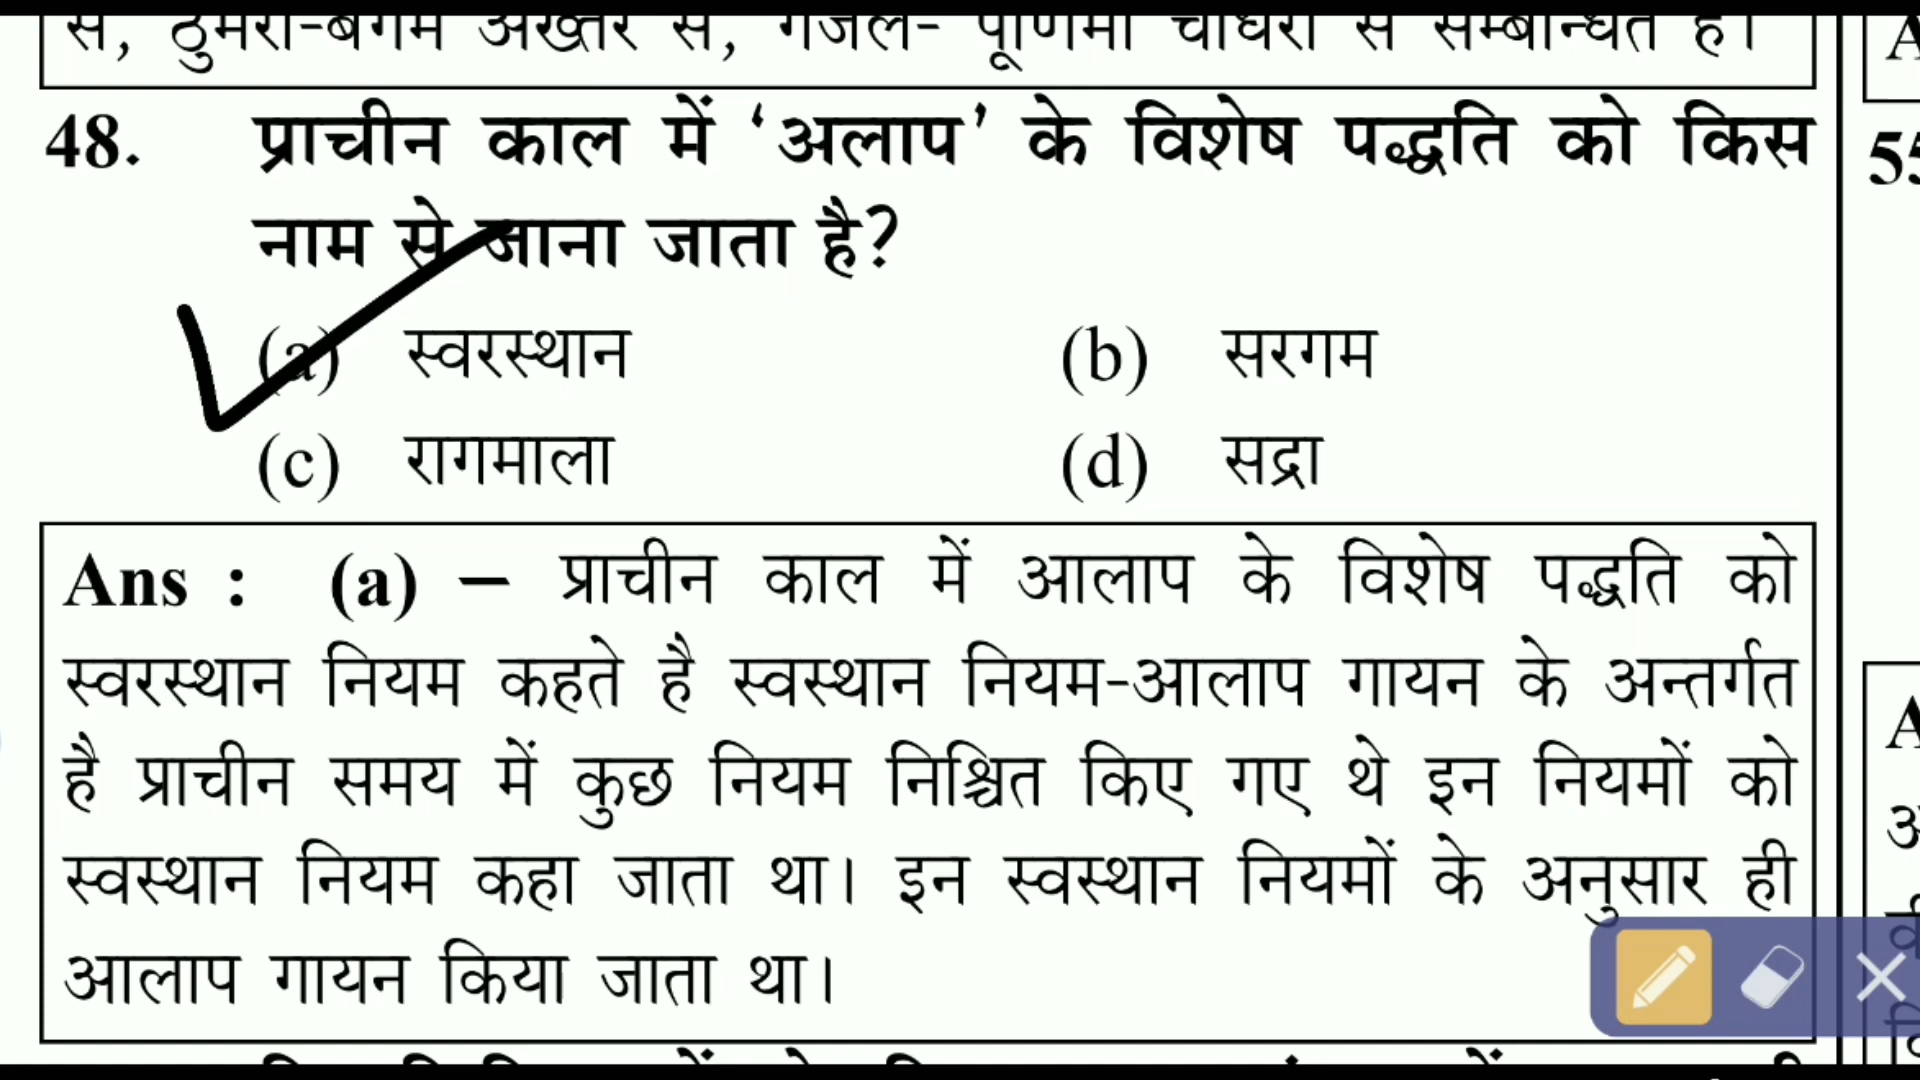 से, ठुमरी-बेगम अख्तर से, गजल- पूर्णिमा चौधरी से सम्बन्धित है।
48. प्राचीन काल में ‘अलाप’ के विशेष पद्धति को किस
नाम से जाना जाता है?
(a) स्वरस्थान (b) सरगम
(c) रागमाला (d) सद्रा
Ans : (a) – प्राचीन काल में आलाप के विशेष पद्धति को
स्वरस्थान नियम कहते है स्वस्थान नियम-आलाप गायन के अन्तर्गत
है प्राचीन समय में कुछ नियम निश्चित किए गए थे इन नियमों को
स्वस्थान नियम कहा जाता था। इन स्वस्थान नियमों के अनुसार ही
आलाप गायन किया जाता था।